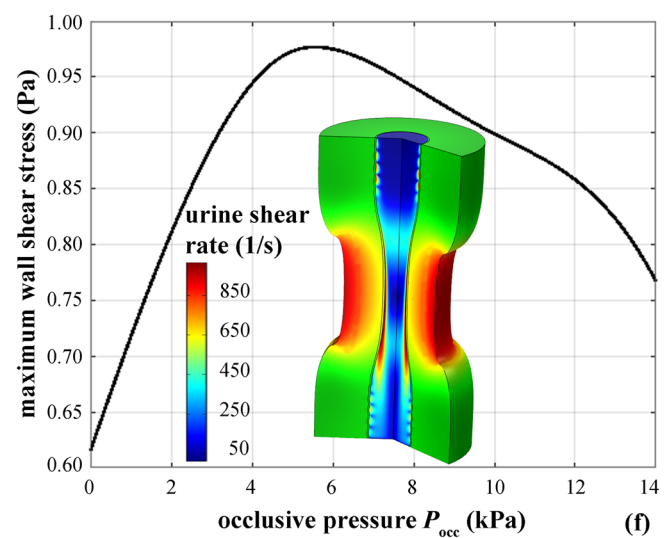 1.00
0.95
0.90
0.85
0.80
0.75
0.70
0.65
0.60
maximum wall shear stress (Pa)
urine shear
rate (1/s)
850
650
450
250
50
0 2 4 6 8 10 12 14
occlusive pressure Pocc (kPa)
(f)